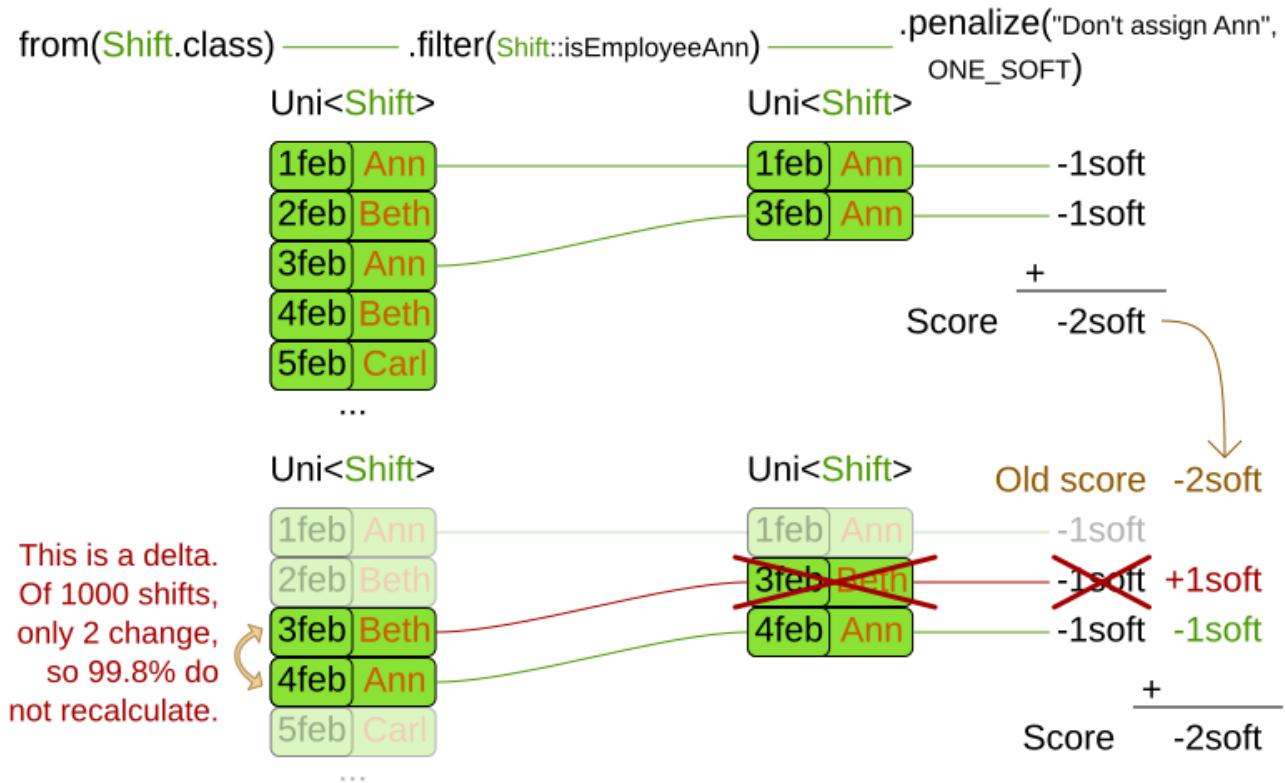 from(Shift.class) .filter(Shift::isEmployeeAnn) .penalize("Don't assign Ann",
ONE_SOFT)
Uni<Shift> Uni<Shift>
1feb Ann 1feb Ann -1soft
2feb Beth 3feb Ann -1soft
3feb Ann
+
4feb Beth Score -2soft
5feb Carl
...
Uni<Shift> Uni<Shift> Old score -2soft
1feb Ann 1feb Ann -1soft
2feb Beth 3feb Beth -1soft +1soft
3feb Beth 4feb Ann -1soft -1soft
4feb Ann
5feb Carl
...
This is a delta.
Of 1000 shifts,
only 2 change,
so 99.8% do
not recalculate.
+
Score -2soft